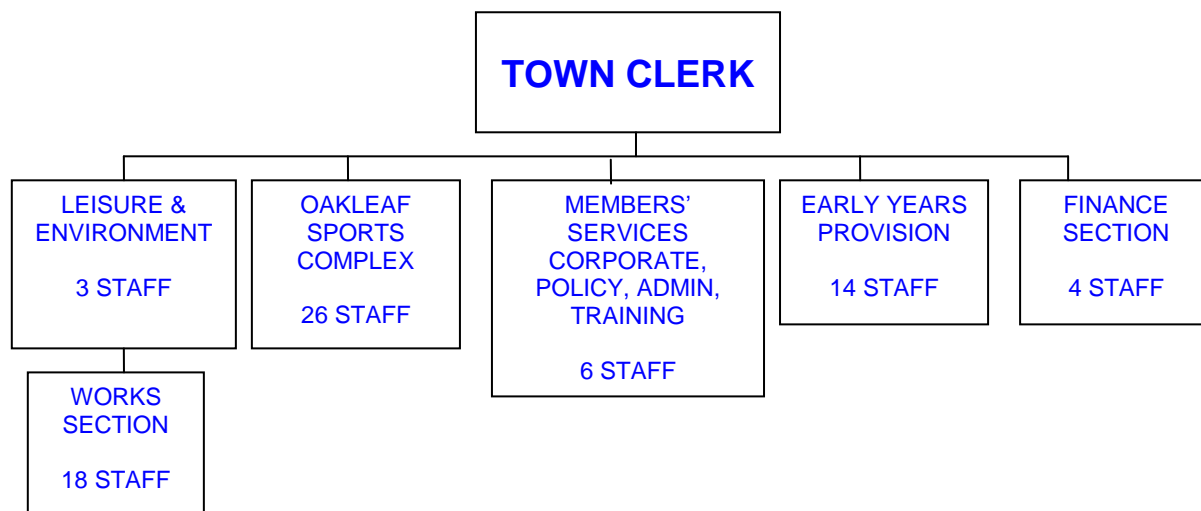 TOWN CLERK
LEISURE &
ENVIRONMENT
3 STAFF
OAKLEAF
SPORTS
COMPLEX
26 STAFF
MEMBERS’
SERVICES
CORPORATE,
POLICY, ADMIN,
TRAINING
6 STAFF
EARLY YEARS
PROVISION
14 STAFF
FINANCE
SECTION
4 STAFF
WORKS
SECTION
18 STAFF